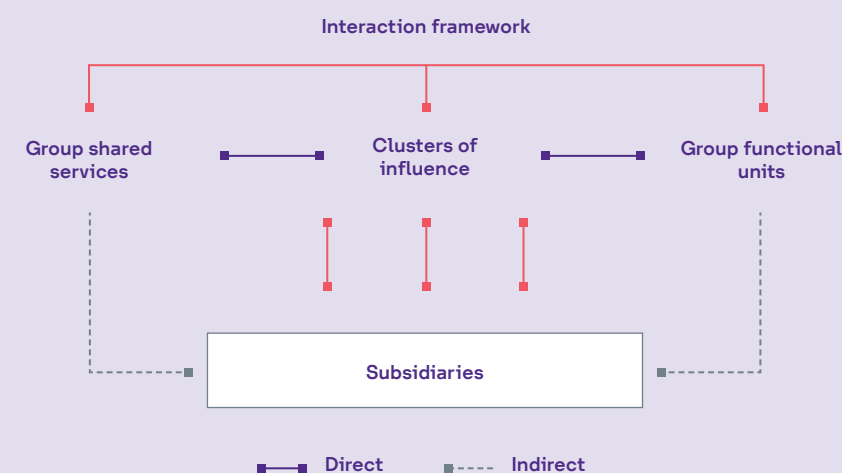 Interaction framework
Group shared
services
Clusters of
influence
Group functional
units
Subsidiaries
Direct
Indirect